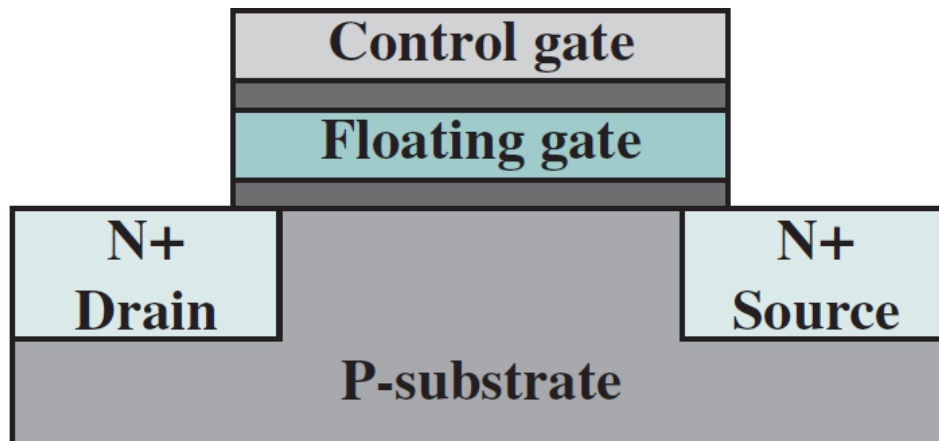 Control gate
Floating gate
N+
Drain
N+
Source
P-substrate